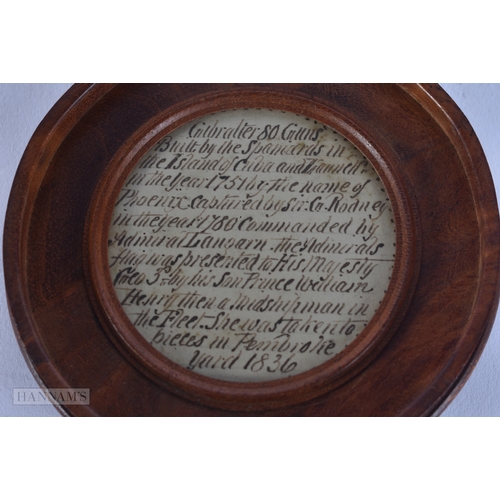 Gibralter 80 Guns
Built by the Spaniards in
the Island of Cuba and
in the year 1751 by the name of
Phoenix captured by Sir G. Rodney
in the year 1780 Commanded by
Admiral Langara the Admirals
flag was presented to His Majesty
Geo 3rd by his son Prince William
Henry then a Midshipman in
the Fleet. She was taken to
pieces in Pembroke
Yard 1836
HANNAM'S